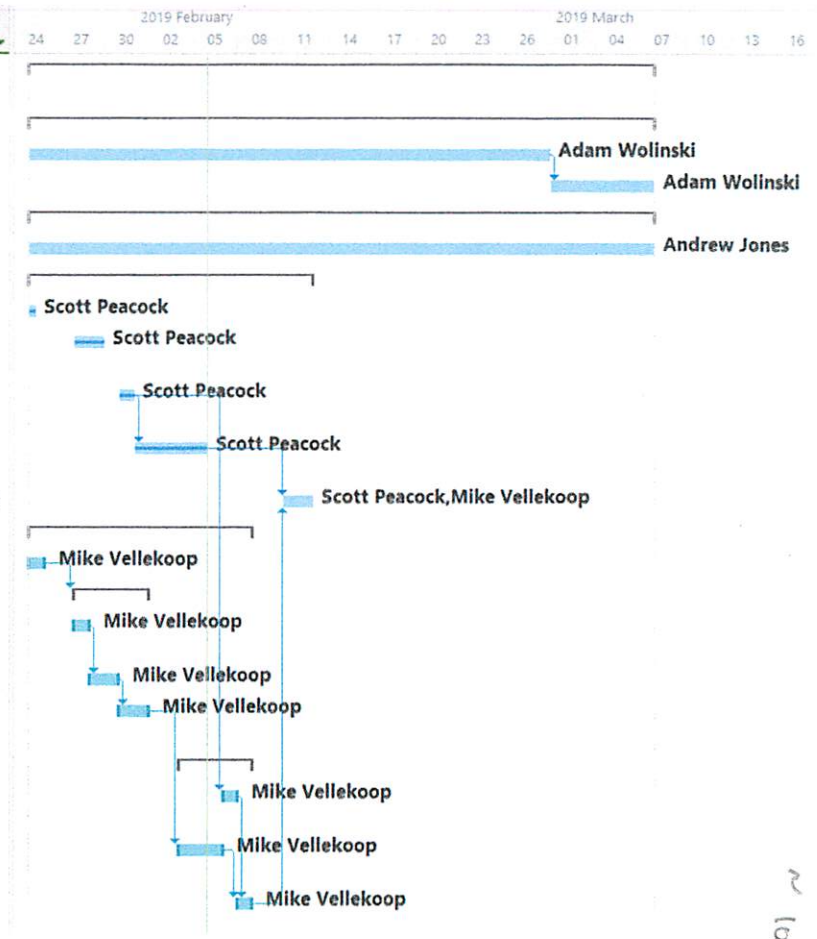 2019 February 2019 March
24 27 30 02 05 08 11 14 17 20 23 26 01 04 07 10 13 16
Adam Wolinski
Adam Wolinski
Andrew Jones
Scott Peacock
Scott Peacock
Scott Peacock
Scott Peacock
Scott Peacock,Mike Vellekoop
Mike Vellekoop
Mike Vellekoop
Mike Vellekoop
Mike Vellekoop
Mike Vellekoop
Mike Vellekoop
Mike Vellekoop